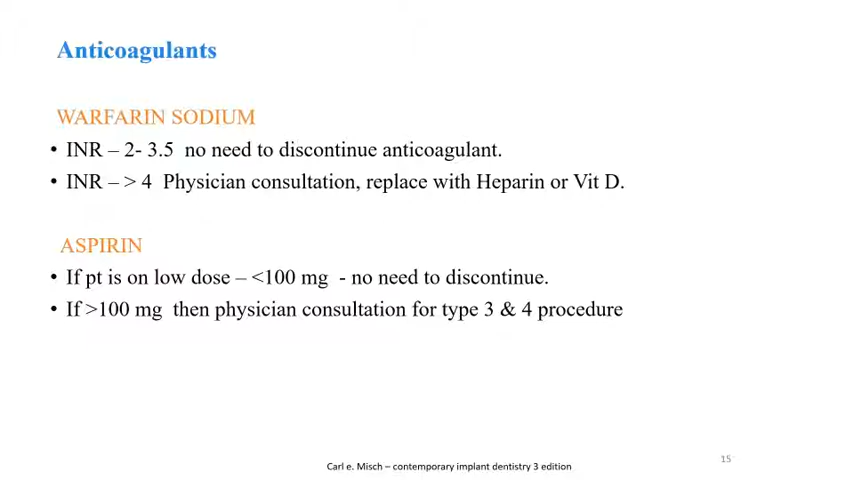 Anticoagulants
WARFARIN SODIUM
• INR – 2- 3.5 no need to discontinue anticoagulant.
• INR – > 4 Physician consultation, replace with Heparin or Vit D.
ASPIRIN
• If pt is on low dose – <100 mg - no need to discontinue.
• If >100 mg then physician consultation for type 3 & 4 procedure
Carl e. Misch – contemporary implant dentistry 3 edition
15